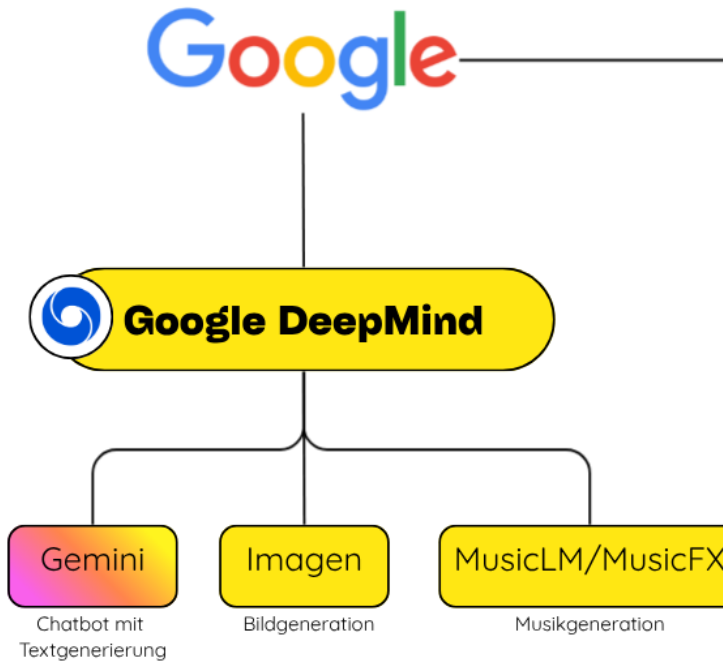 Google
Google DeepMind
Gemini
Imagen
MusicLM/MusicFX
Chatbot mit
Textgenerierung
Bildgeneration
Musikgeneration